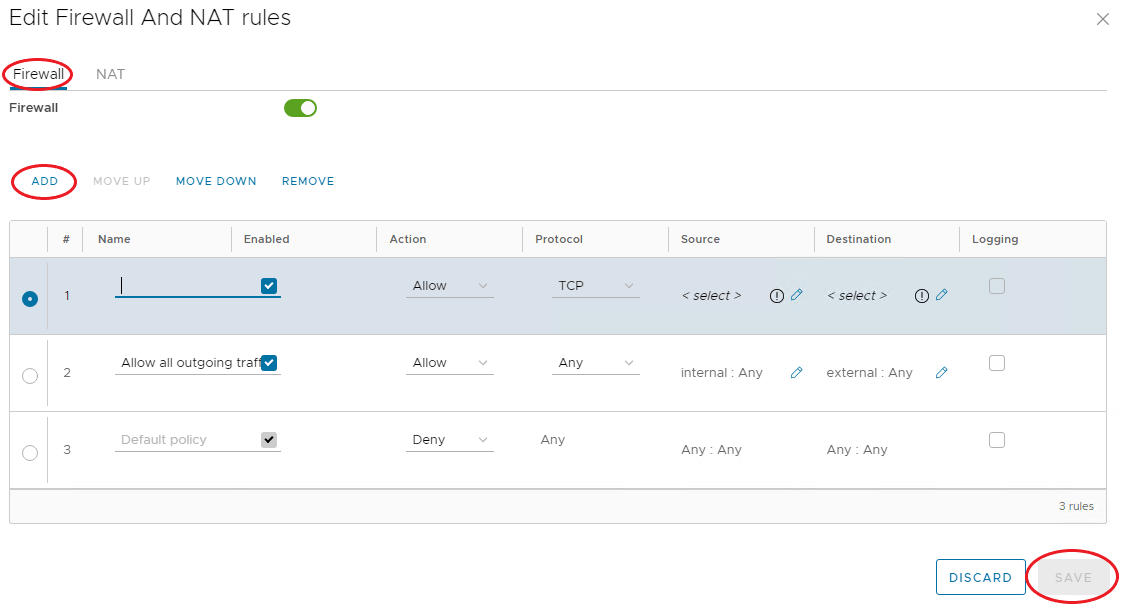 Edit Firewall And NAT rules
Firewall NAT
Firewall
ADD MOVE UP MOVE DOWN REMOVE
# Name Enabled Action Protocol Source Destination Logging
1 Allow TCP < select > < select >
2 Allow all outgoing traff Allow Any internal : Any external : Any
3 Default policy Deny Any Any : Any Any : Any
3 rules
DISCARD SAVE